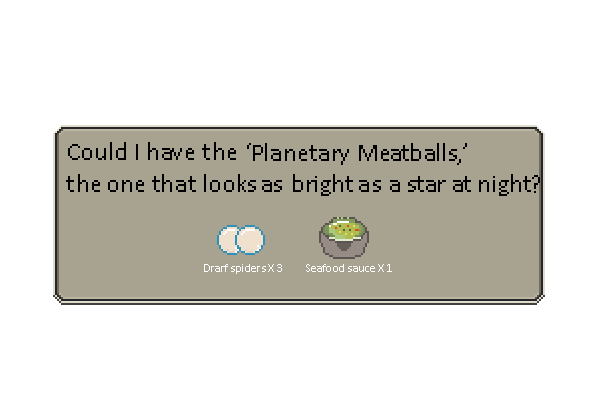 Could I have the ‘Planetary Meatballs,’
the one that looks as bright as a star at night?
Drarf spiders X 3
Seafood sauce X 1